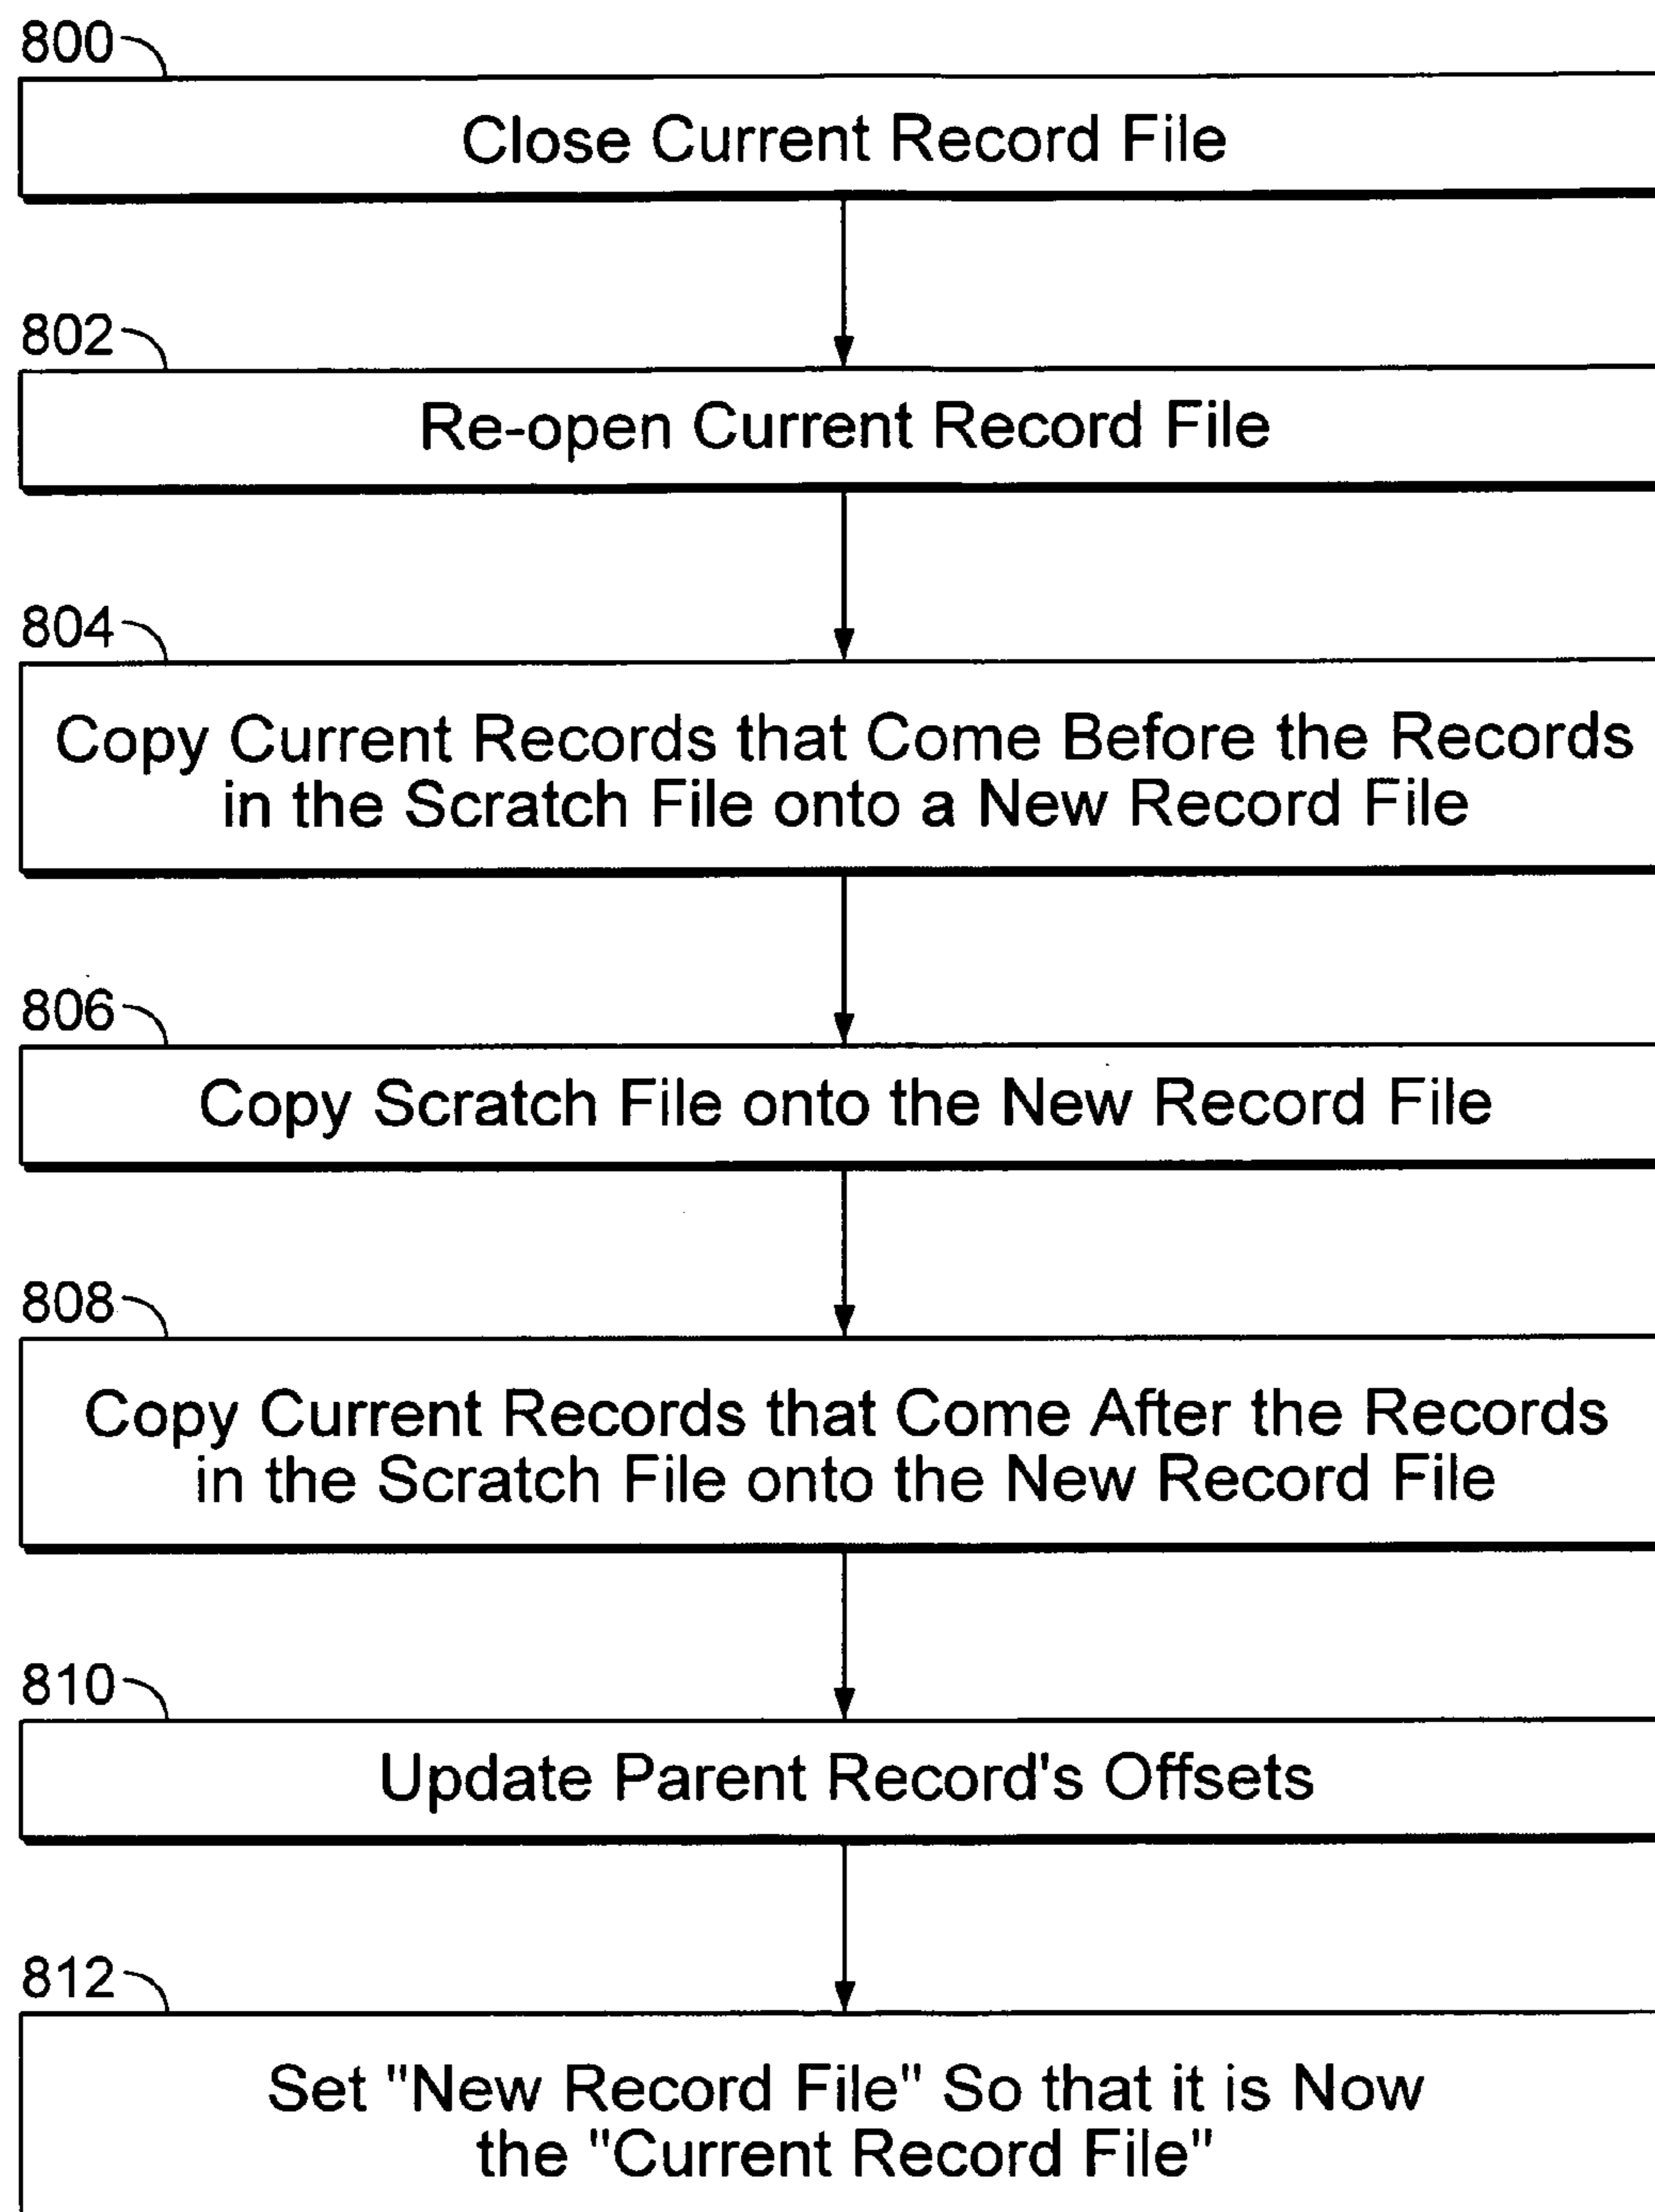 800
Close Current Record File
802
Re-open Current Record File
804
Copy Current Records that Come Before the Records
in the Scratch File onto a New Record File
806
Copy Scratch File onto the New Record File
808
Copy Current Records that Come After the Records
in the Scratch File onto the New Record File
810
Update Parent Record's Offsets
812
Set "New Record File" So that it is Now
the "Current Record File"